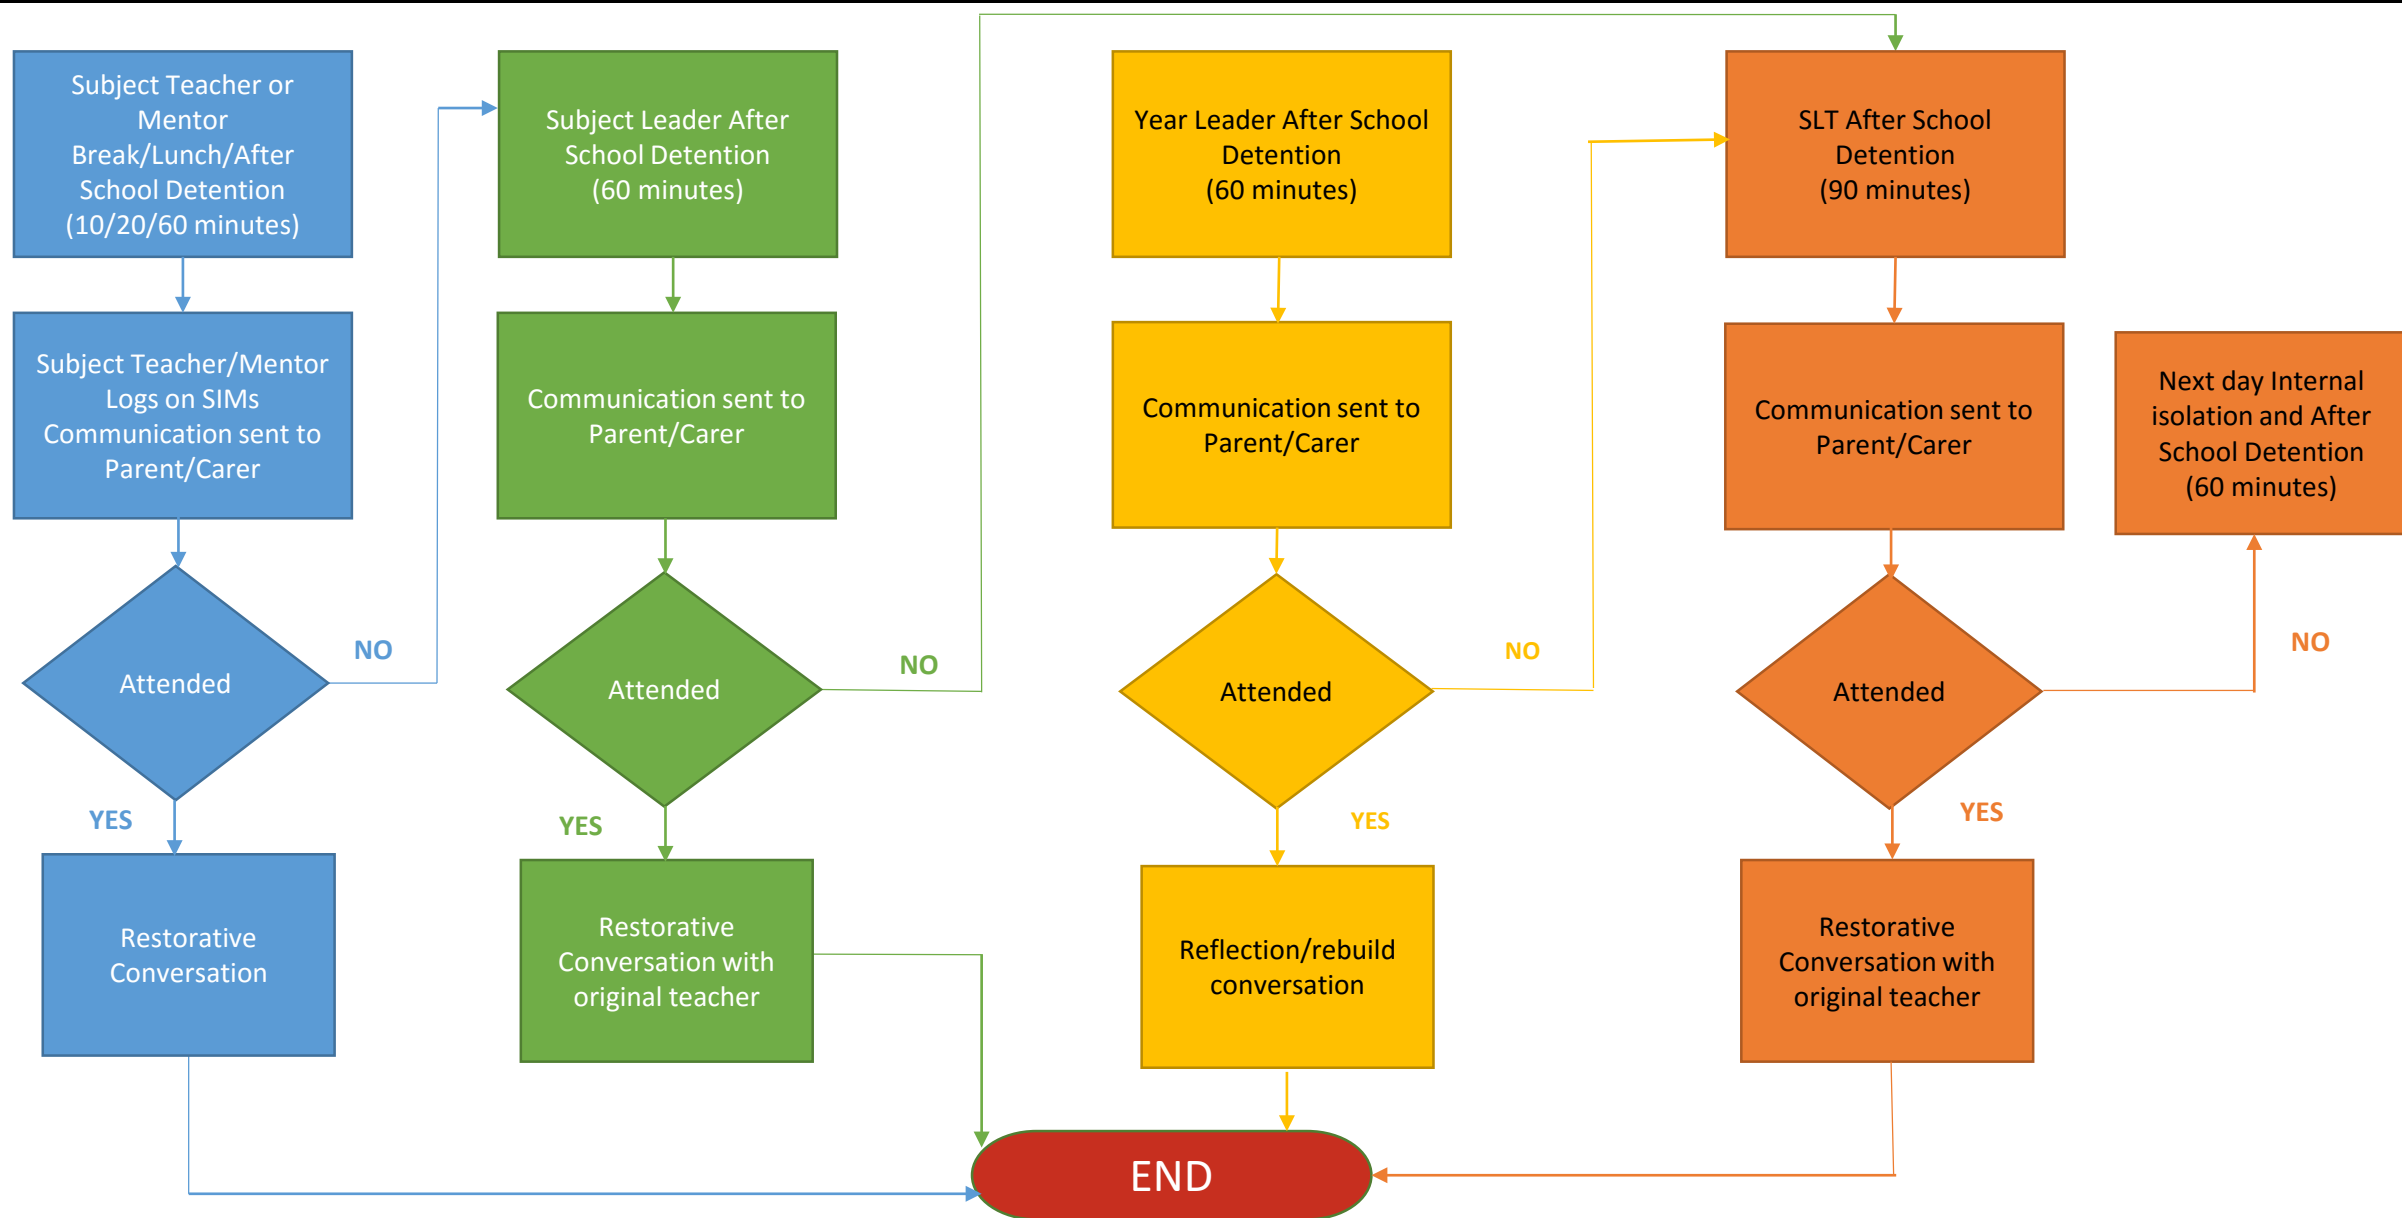 Subject Teacher or
Mentor
Break/Lunch/After
School Detention
(10/20/60 minutes)
Subject Teacher/Mentor
Logs on SIMs
Communication sent to
Parent/Carer
Attended
NO
YES
Restorative
Conversation
Subject Leader After
School Detention
(60 minutes)
Communication sent to
Parent/Carer
Attended
NO
YES
Restorative
Conversation with
original teacher
Year Leader After School
Detention
(60 minutes)
Communication sent to
Parent/Carer
Attended
NO
YES
Reflection/rebuild
conversation
SLT After School
Detention
(90 minutes)
Communication sent to
Parent/Carer
Attended
NO
YES
Restorative
Conversation with
original teacher
Next day Internal
isolation and After
School Detention
(60 minutes)
END